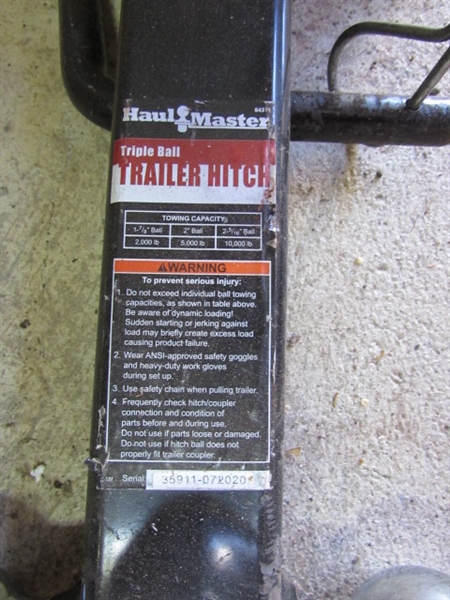 Haul Master
Triple Ball
TRAILER HITCH
TOWING CAPACITY:
1-7/8" Ball 2" Ball 2-5/16" Ball
2,000 lb 5,000 lb 10,000 lb
WARNING
To prevent serious injury:
1. Do not exceed individual ball towing
capacities, as shown in table above.
Be aware of dynamic loading!
Sudden starting or jerking against
load may briefly create excess load
causing product failure.
2. Wear ANSI-approved safety goggles
and heavy-duty work gloves
during set up.
3. Use safety chain when pulling trailer.
4. Frequently check hitch/coupler
connection and condition of
parts before and during use.
Do not use if parts loose or damaged.
Do not use if hitch ball does not
properly fit trailer coupler.
Serial: